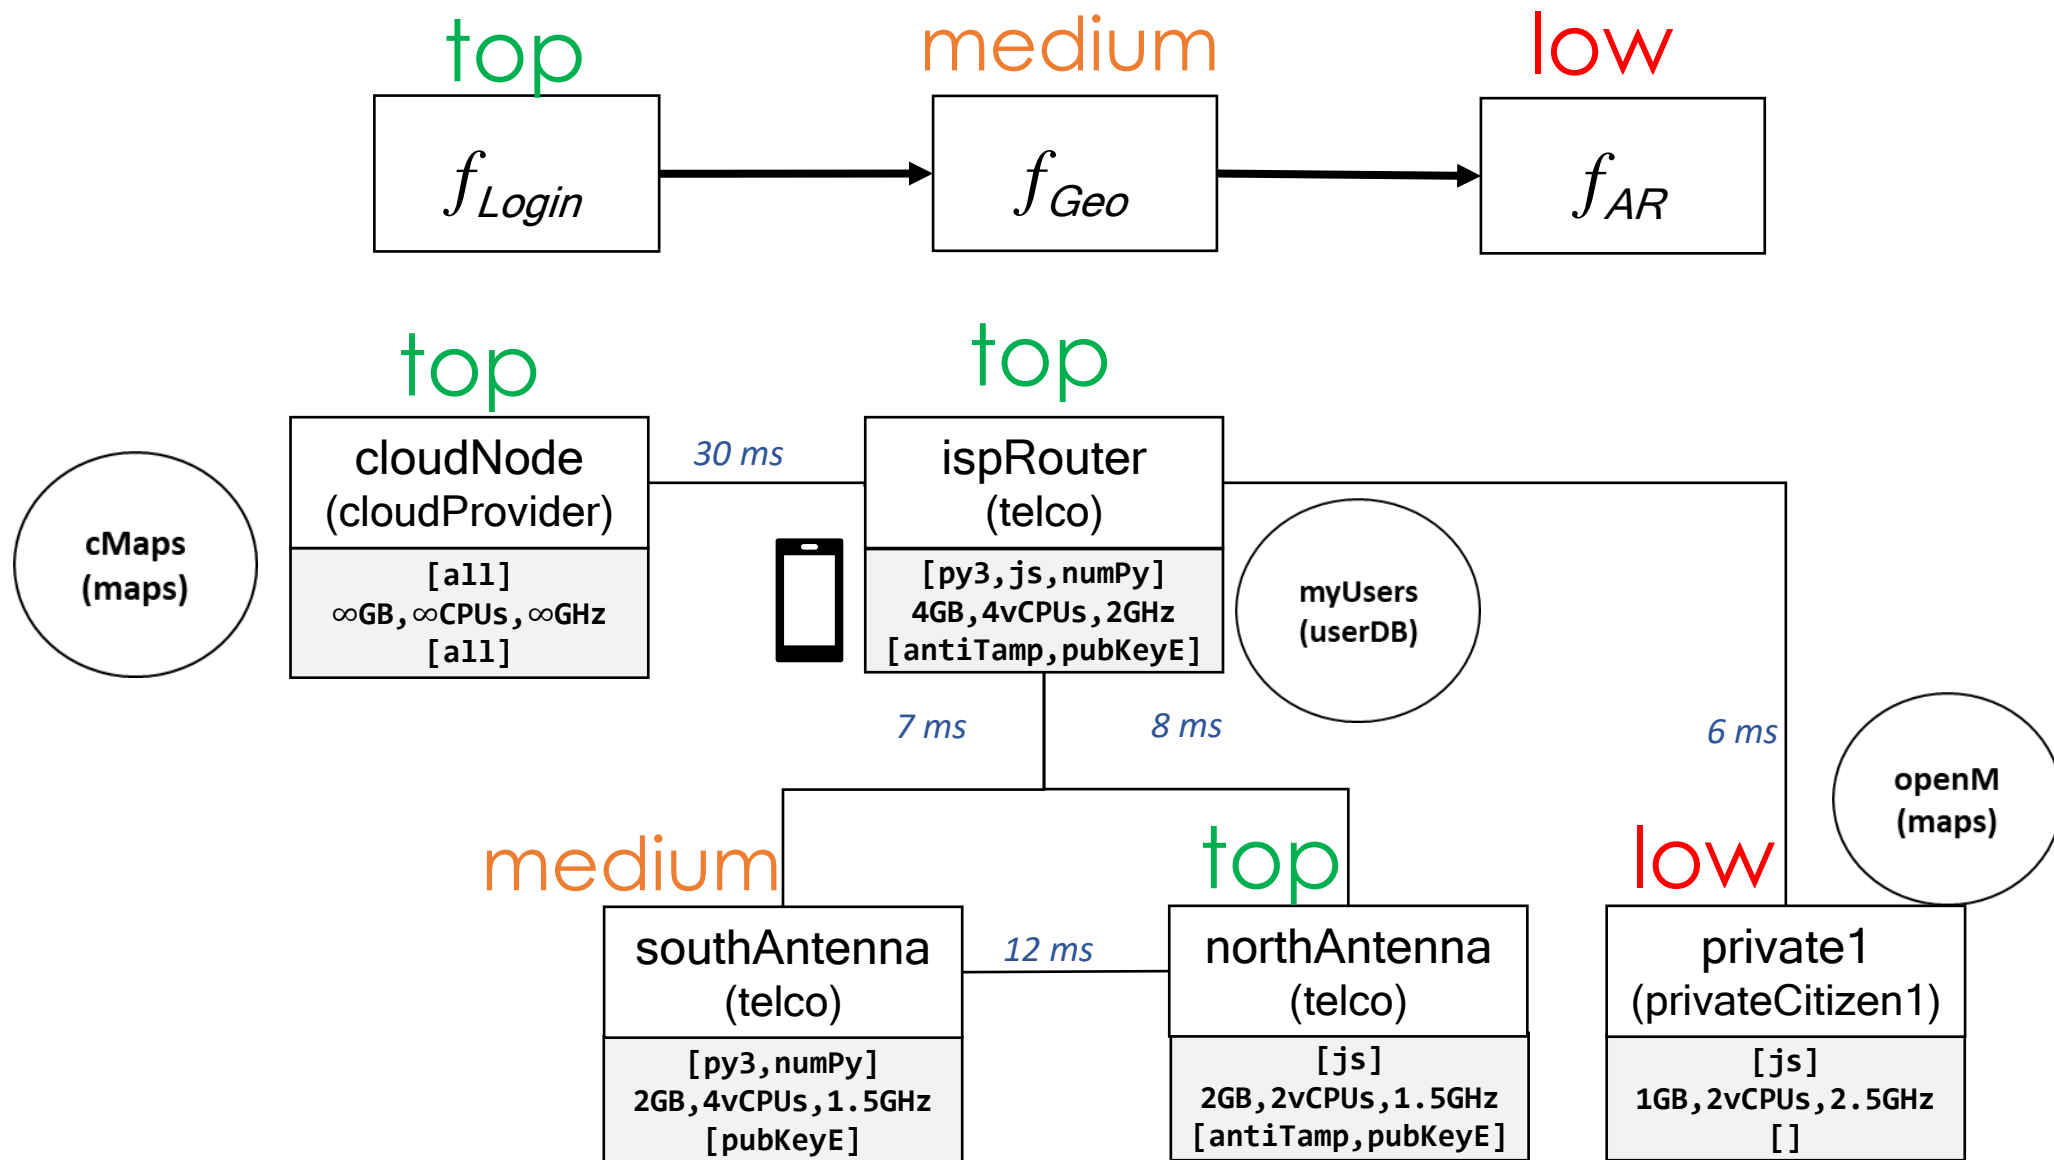 top
medium
low
f Login
f Geo
f AR
top
top
cloudNode
(cloudProvider)
30 ms
ispRouter
(telco)
cMaps
(maps)
[all]
∞GB,∞CPUs,∞GHz
[all]
[py3,js,numPy]
4GB,4vCPUs,2GHz
[antiTamp,pubKeyE]
myUsers
(userDB)
7 ms
8 ms
6 ms
openM
(maps)
medium
top
low
southAntenna
(telco)
12 ms
northAntenna
(telco)
private1
(privateCitizen1)
[py3,numPy]
2GB,4vCPUs,1.5GHz
[pubKeyE]
[js]
2GB,2vCPUs,1.5GHz
[antiTamp,pubKeyE]
[js]
1GB,2vCPUs,2.5GHz
[]